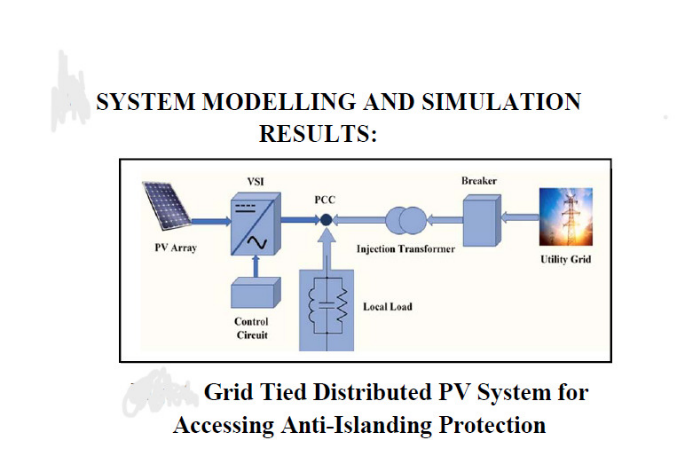 SYSTEM MODELLING AND SIMULATION
RESULTS:
VSI
Breaker
PCC
PV Array
Injection Transformer
Utility Grid
Local Load
Control
Circuit
Grid Tied Distributed PV System for
Accessing Anti-Islanding Protection